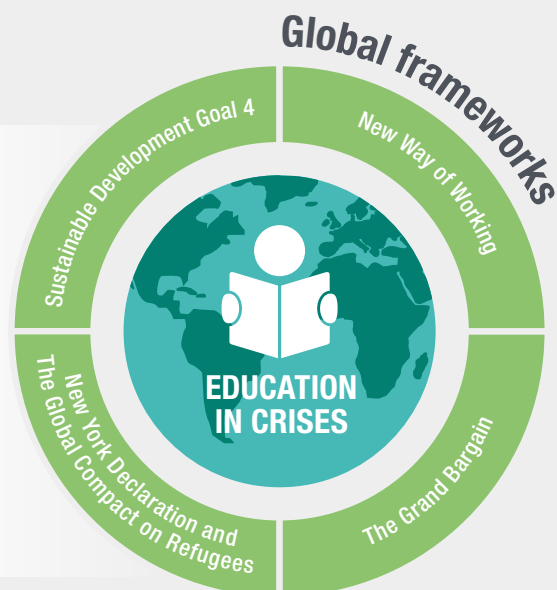 Global frameworks
Sustainable Development Goal 4
New Way of Working
EDUCATION
IN CRISES
New York Declaration and
The Global Compact on Refugees
The Grand Bargain